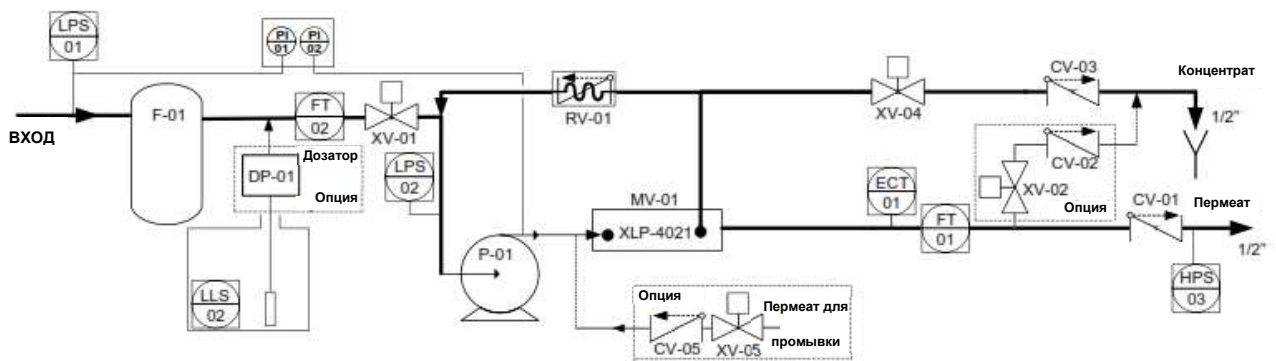 LPS
01
PI
01
PI
02
CV-03
Концентрат
F-01
FT
02
XV-01
RV-01
XV-04
1/2"
ВХОД
Дозатор
DP-01
Опция
LPS
02
CV-02
XV-02
Опция
ECT
01
MV-01
XLP-4021
FT
01
CV-01
Пермеат
1/2"
P-01
HPS
03
LLS
02
Опция
Пермеат для
промывки
CV-05
XV-05